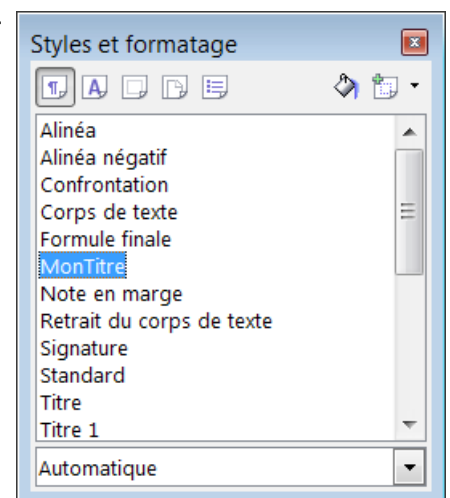 Styles et formatage
Alinéa
Alinéa négatif
Confrontation
Corps de texte
Formule finale
MonTitre
Note en marge
Retrait du corps de texte
Signature
Standard
Titre
Titre 1
Automatique